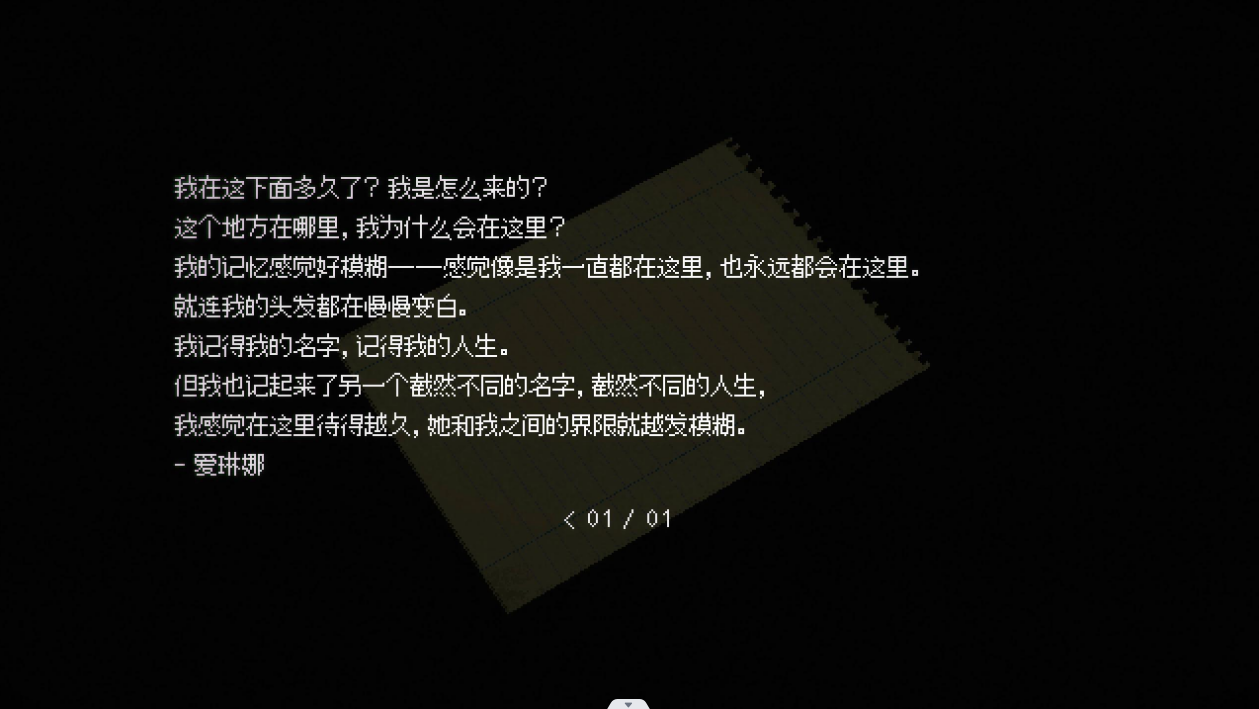 我在这下面多久了？我是怎么来的？
这个地方在哪里，我为什么会在这里？
我的记忆感觉好模糊——感觉像是我一直都在这里，也永远都会在这里。
就连我的头发都在慢慢变白。
我记得我的名字，记得我的人生。
但我也记起来了另一个截然不同的名字，截然不同的人生，
我感觉在这里待得越久，她和我之间的界限就越发模糊。
- 爱琳娜
< 01 / 01